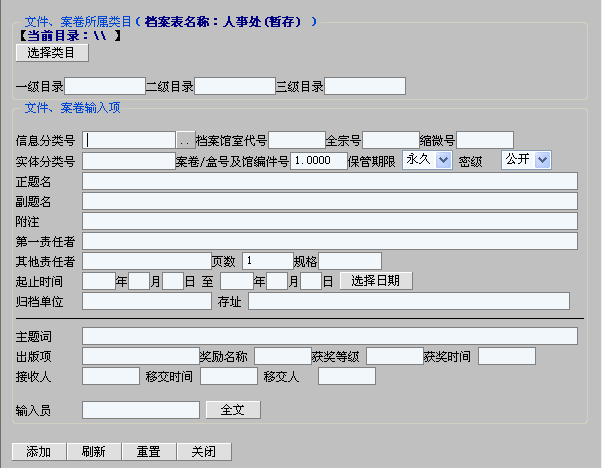 文件、案卷所属类目(档案表名称：人事处(暂存) )
【当前目录：\\ 】
选择类目
一级目录 二级目录 三级目录
文件、案卷输入项
信息分类号 .. 档案馆室代号 全宗号 缩微号
实体分类号 案卷/盒号及馆编件号 1.0000 保管期限 永久 密级 公开
正题名
副题名
附注
第一责任者
其他责任者 页数 1 规格
起止时间 年 月 日 至 年 月 日 选择日期
归档单位 存址
主题词
出版项 奖励名称 获奖等级 获奖时间
接收人 移交时间 移交人
输入员 全文
添加 刷新 重置 关闭